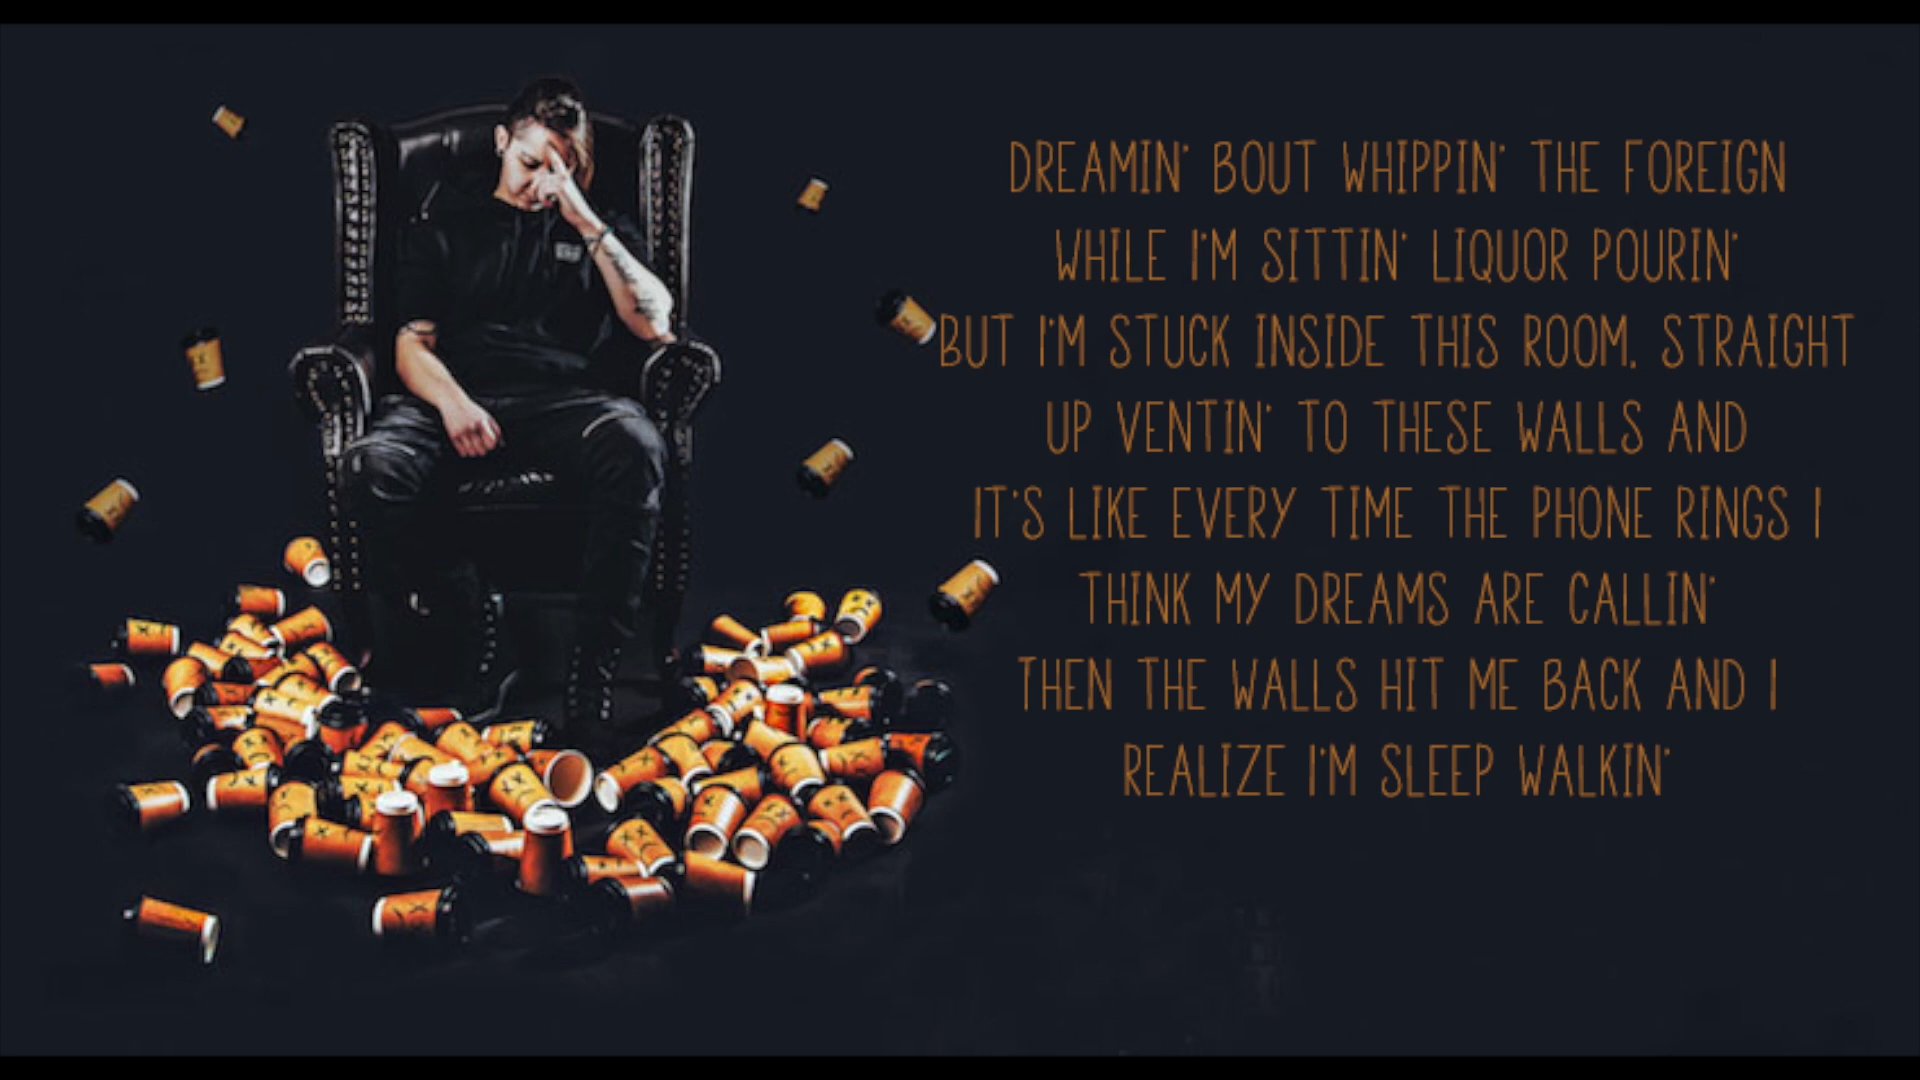 DREAMIN' BOUT WHIPPIN' THE FOREIGN
WHILE I'M SITTIN' LIQUOR POURIN'
BUT I'M STUCK INSIDE THIS ROOM, STRAIGHT
UP VENTIN' TO THESE WALLS AND
IT'S LIKE EVERY TIME THE PHONE RINGS I
THINK MY DREAMS ARE CALLIN'
THEN THE WALLS HIT ME BACK AND I
REALIZE I'M SLEEP WALKIN'